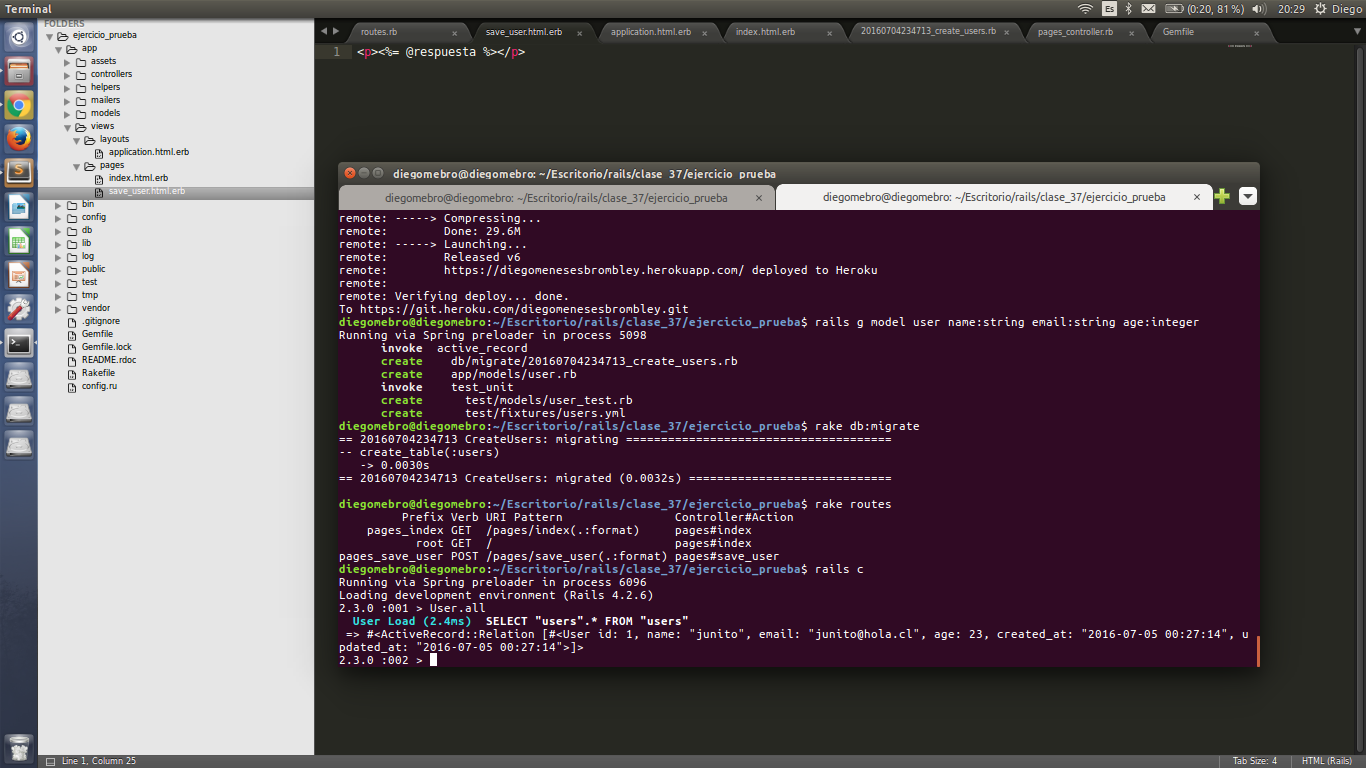 Terminal
Es
(0:20, 81 %)
20:29
Diego
FOLDERS
ejercicio_prueba
app
assets
controllers
helpers
mailers
models
views
layouts
application.html.erb
pages
index.html.erb
save_user.html.erb
bin
config
db
lib
log
public
test
tmp
vendor
.gitignore
Gemfile
Gemfile.lock
README.rdoc
Rakefile
config.ru
routes.rb
save_user.html.erb
application.html.erb
index.html.erb
20160704234713_create_users.rb
pages_controller.rb
Gemfile
1 <p><%= @respuesta %></p>
diegomebro@diegomebro: ~/Escritorio/rails/clase_37/ejercicio_prueba
diegomebro@diegomebro: ~/Escritorio/rails/clase_37/ejercicio_prueba
diegomebro@diegomebro: ~/Escritorio/rails/clase_37/ejercicio_prueba
remote: -----> Compressing...
remote:        Done: 29.6M
remote: -----> Launching...
remote:        Released v6
remote:        https://diegomenesesbrombley.herokuapp.com/ deployed to Heroku
remote:
remote: Verifying deploy... done.
To https://git.heroku.com/diegomenesesbrombley.git
diegomebro@diegomebro:~/Escritorio/rails/clase_37/ejercicio_prueba$ rails g model user name:string email:string age:integer
Running via Spring preloader in process 5098
      invoke  active_record
      create    db/migrate/20160704234713_create_users.rb
      create    app/models/user.rb
      invoke    test_unit
      create      test/models/user_test.rb
      create      test/fixtures/users.yml
diegomebro@diegomebro:~/Escritorio/rails/clase_37/ejercicio_prueba$ rake db:migrate
== 20160704234713 CreateUsers: migrating ======================================
-- create_table(:users)
   -> 0.0030s
== 20160704234713 CreateUsers: migrated (0.0032s) =============================
diegomebro@diegomebro:~/Escritorio/rails/clase_37/ejercicio_prueba$ rake routes
         Prefix Verb URI Pattern                Controller#Action
    pages_index GET  /pages/index(.:format)     pages#index
           root GET  /                          pages#index
pages_save_user POST /pages/save_user(.:format) pages#save_user
diegomebro@diegomebro:~/Escritorio/rails/clase_37/ejercicio_prueba$ rails c
Running via Spring preloader in process 6096
Loading development environment (Rails 4.2.6)
2.3.0 :001 > User.all
  User Load (2.4ms)  SELECT "users".* FROM "users"
 => #<ActiveRecord::Relation [#<User id: 1, name: "junito", email: "junito@hola.cl", age: 23, created_at: "2016-07-05 00:27:14", u
pdated_at: "2016-07-05 00:27:14">]>
2.3.0 :002 >
Line 1, Column 25
Tab Size: 4
HTML (Rails)